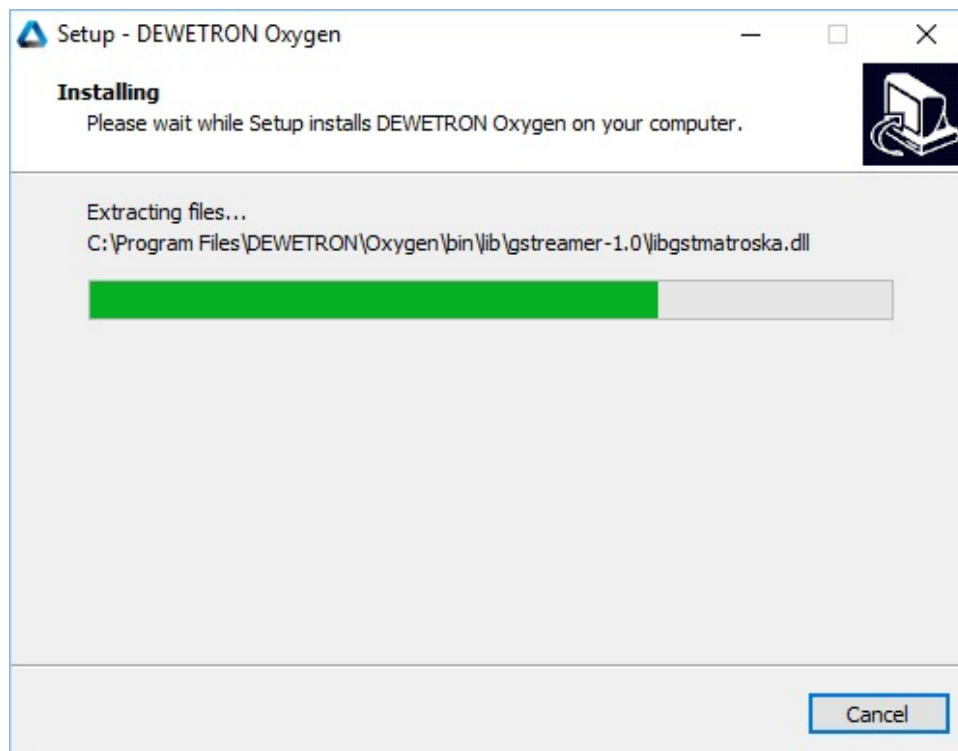 Setup - DEWETRON Oxygen
Installing
Please wait while Setup installs DEWETRON Oxygen on your computer.
Extracting files...
C:\Program Files\DEWETRON\Oxygen\bin\lib\gstreamer-1.0\libgstmatroska.dll
Cancel